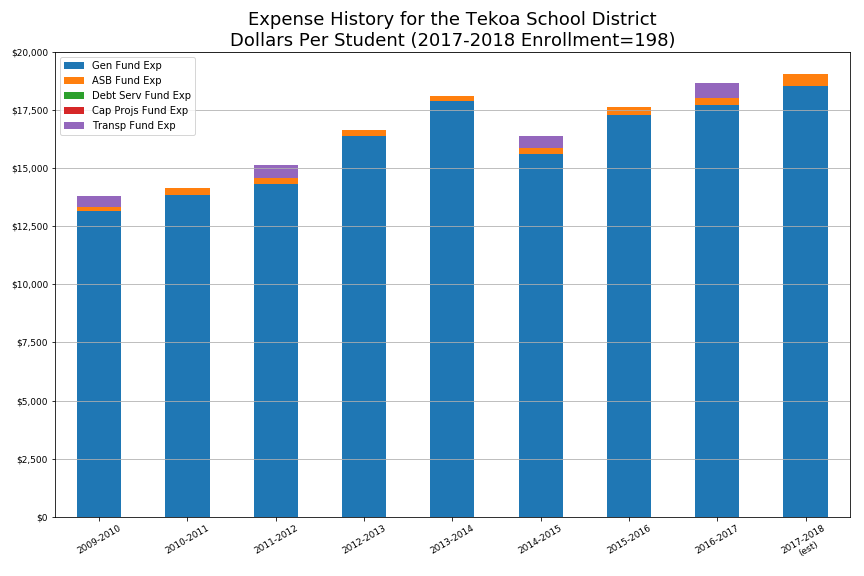 Expense History for the Tekoa School District
Dollars Per Student (2017-2018 Enrollment=198)
$20,000
$17,500
$15,000
$12,500
$10,000
$7,500
$5,000
$2,500
$0
Gen Fund Exp
ASB Fund Exp
Debt Serv Fund Exp
Cap Projs Fund Exp
Transp Fund Exp
2009-2010
2010-2011
2011-2012
2012-2013
2013-2014
2014-2015
2015-2016
2016-2017
2017-2018
(est)